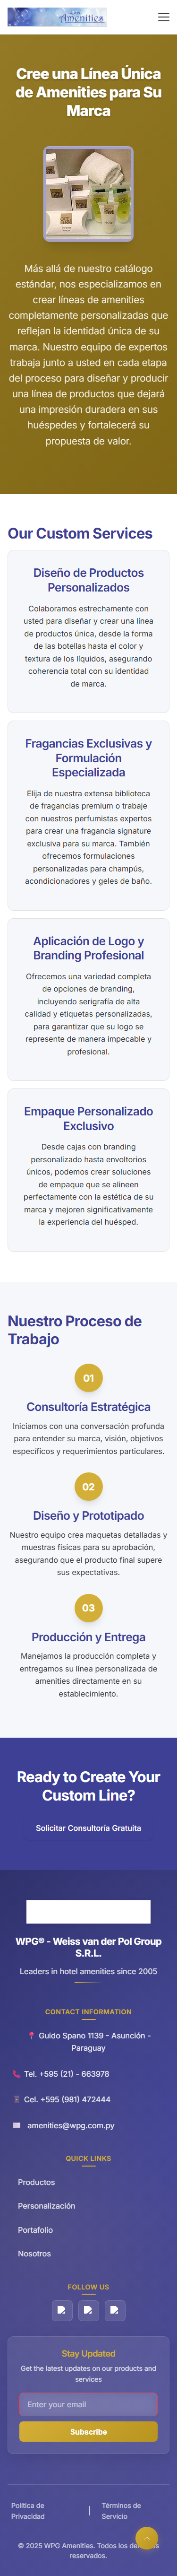 Amenities
Cree una Línea Única
de Amenities para Su
Marca
Más allá de nuestro catálogo
estándar, nos especializamos en
crear líneas de amenities
completamente personalizadas que
reflejan la identidad única de su
marca. Nuestro equipo de expertos
trabaja junto a usted en cada etapa
del proceso para diseñar y producir
una línea de productos que dejará
una impresión duradera en sus
huéspedes y fortalecerá su
propuesta de valor.
Our Custom Services
Diseño de Productos
Personalizados
Colaboramos estrechamente con
usted para diseñar y crear una línea
de productos única, desde la forma
de las botellas hasta el color y
textura de los líquidos, asegurando
coherencia total con su identidad
de marca.
Fragancias Exclusivas y
Formulación
Especializada
Elija de nuestra extensa biblioteca
de fragancias premium o trabaje
con nuestros perfumistas expertos
para crear una fragancia signature
exclusiva para su marca. También
ofrecemos formulaciones
personalizadas para champús,
acondicionadores y geles de baño.
Aplicación de Logo y
Branding Profesional
Ofrecemos una variedad completa
de opciones de branding,
incluyendo serigrafía de alta
calidad y etiquetas personalizadas,
para garantizar que su logo se
represente de manera impecable y
profesional.
Empaque Personalizado
Exclusivo
Desde cajas con branding
personalizado hasta envoltorios
únicos, podemos crear soluciones
de empaque que se alineen
perfectamente con la estética de su
marca y mejoren significativamente
la experiencia del huésped.
Nuestro Proceso de
Trabajo
01
Consultoría Estratégica
Iniciamos con una conversación profunda
para entender su marca, visión, objetivos
específicos y requerimientos particulares.
02
Diseño y Prototipado
Nuestro equipo crea maquetas detalladas y
muestras físicas para su aprobación,
asegurando que el producto final supere
sus expectativas.
03
Producción y Entrega
Manejamos la producción completa y
entregamos su línea personalizada de
amenities directamente en su
establecimiento.
Ready to Create Your
Custom Line?
Solicitar Consultoría Gratuita
WPG® - Weiss van der Pol Group
S.R.L.
Leaders in hotel amenities since 2005
CONTACT INFORMATION
Guido Spano 1139 - Asunción -
Paraguay
Tel. +595 (21) - 663978
Cel. +595 (981) 472444
amenities@wpg.com.py
QUICK LINKS
Productos
Personalización
Portafolio
Nosotros
FOLLOW US
Stay Updated
Get the latest updates on our products and
services
Enter your email
Subscribe
Política de
Privacidad
|
Términos de
Servicio
© 2025 WPG Amenities. Todos los
reservados.